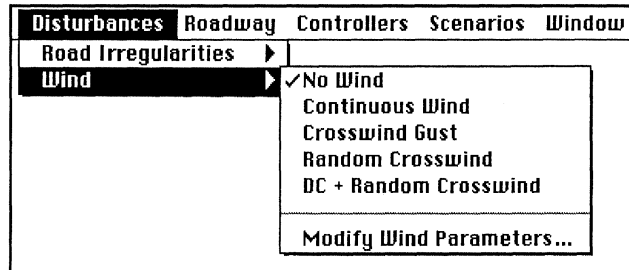 Disturbances Roadway Controllers Scenarios Window
Road Irregularities ▶
Wind ▶
✓No Wind
Continuous Wind
Crosswind Gust
Random Crosswind
DC + Random Crosswind
Modify Wind Parameters...